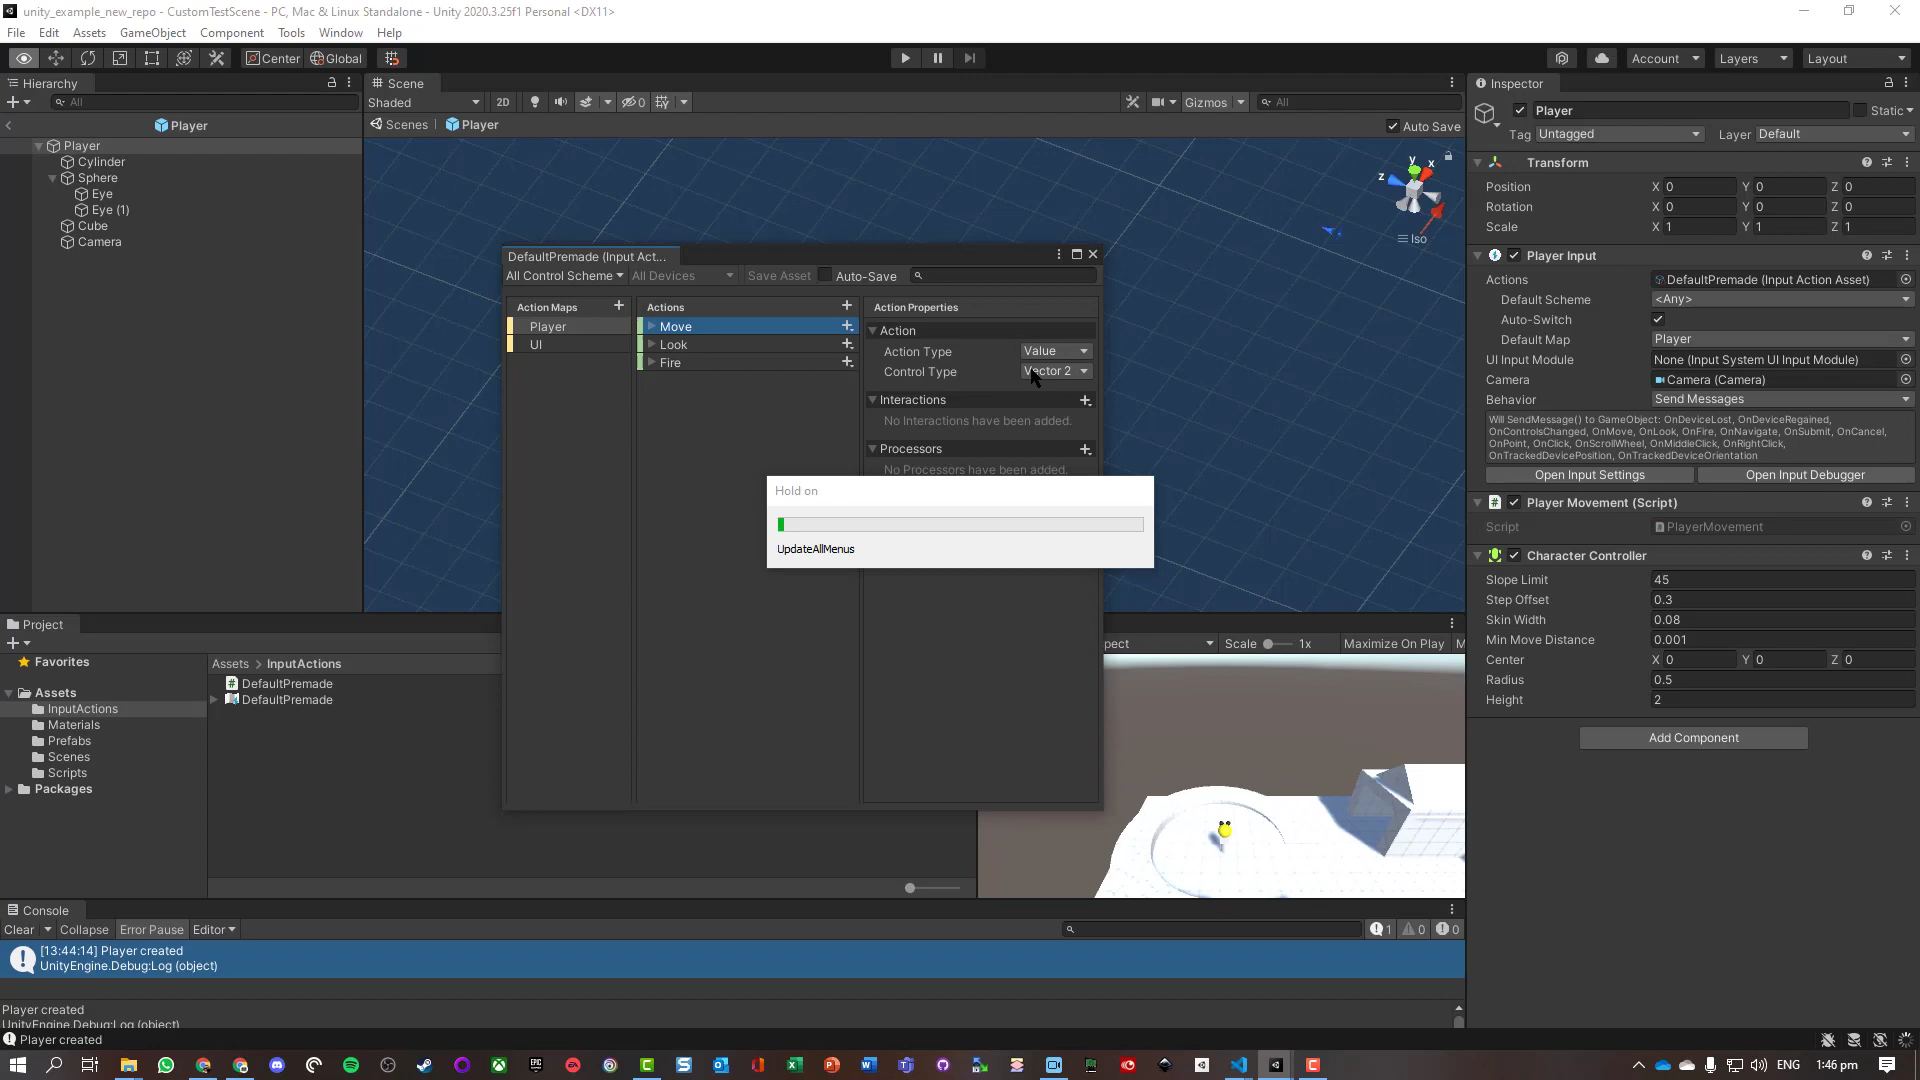 unity_example_new_repo - CustomTestScene - PC, Mac & Linux Standalone - Unity 2020.3.25f1 Personal <DX11>
File Edit Assets GameObject Component Tools Window Help
Center Global
Account Layers Layout
Hierarchy
All
Player
Player
Cylinder
Sphere
Eye
Eye (1)
Cube
Camera
Scene
Shaded 2D 0 Gizmos All
Scenes Player Auto Save
y x
z
Iso
DefaultPremade (Input Act...
All Control Scheme All Devices Save Asset Auto-Save
Action Maps
Player
UI
Actions
Move
Look
Fire
Action Properties
Action
Action Type Value
Control Type Vector 2
Interactions
No Interactions have been added.
Processors
No Processors have been added.
Hold on
UpdateAllMenus
Inspector
Player Static
Tag Untagged Layer Default
Transform
Position X 0 Y 0 Z 0
Rotation X 0 Y 0 Z 0
Scale X 1 Y 1 Z 1
Player Input
Actions DefaultPremade (Input Action Asset)
Default Scheme <Any>
Auto-Switch
Default Map Player
UI Input Module None (Input System UI Input Module)
Camera Camera (Camera)
Behavior Send Messages
Will SendMessage() to GameObject: OnDeviceLost, OnDeviceRegained,
OnControlsChanged, OnMove, OnLook, OnFire, OnNavigate, OnSubmit, OnCancel,
OnPoint, OnClick, OnScrollWheel, OnMiddleClick, OnRightClick,
OnTrackedDevicePosition, OnTrackedDeviceOrientation
Open Input Settings Open Input Debugger
Player Movement (Script)
Script PlayerMovement
Character Controller
Slope Limit 45
Step Offset 0.3
Skin Width 0.08
Min Move Distance 0.001
Center X 0 Y 0 Z 0
Radius 0.5
Height 2
Add Component
Project
Favorites
Assets
InputActions
Materials
Prefabs
Scenes
Scripts
Packages
Assets > InputActions
DefaultPremade
DefaultPremade
pect Scale 1x Maximize On Play M
Console
Clear Collapse Error Pause Editor 1 0 0
[13:44:14] Player created
UnityEngine.Debug:Log (object)
Player created
UnityEngine.Debug:Log (object)
Player created
ENG 1:46 pm